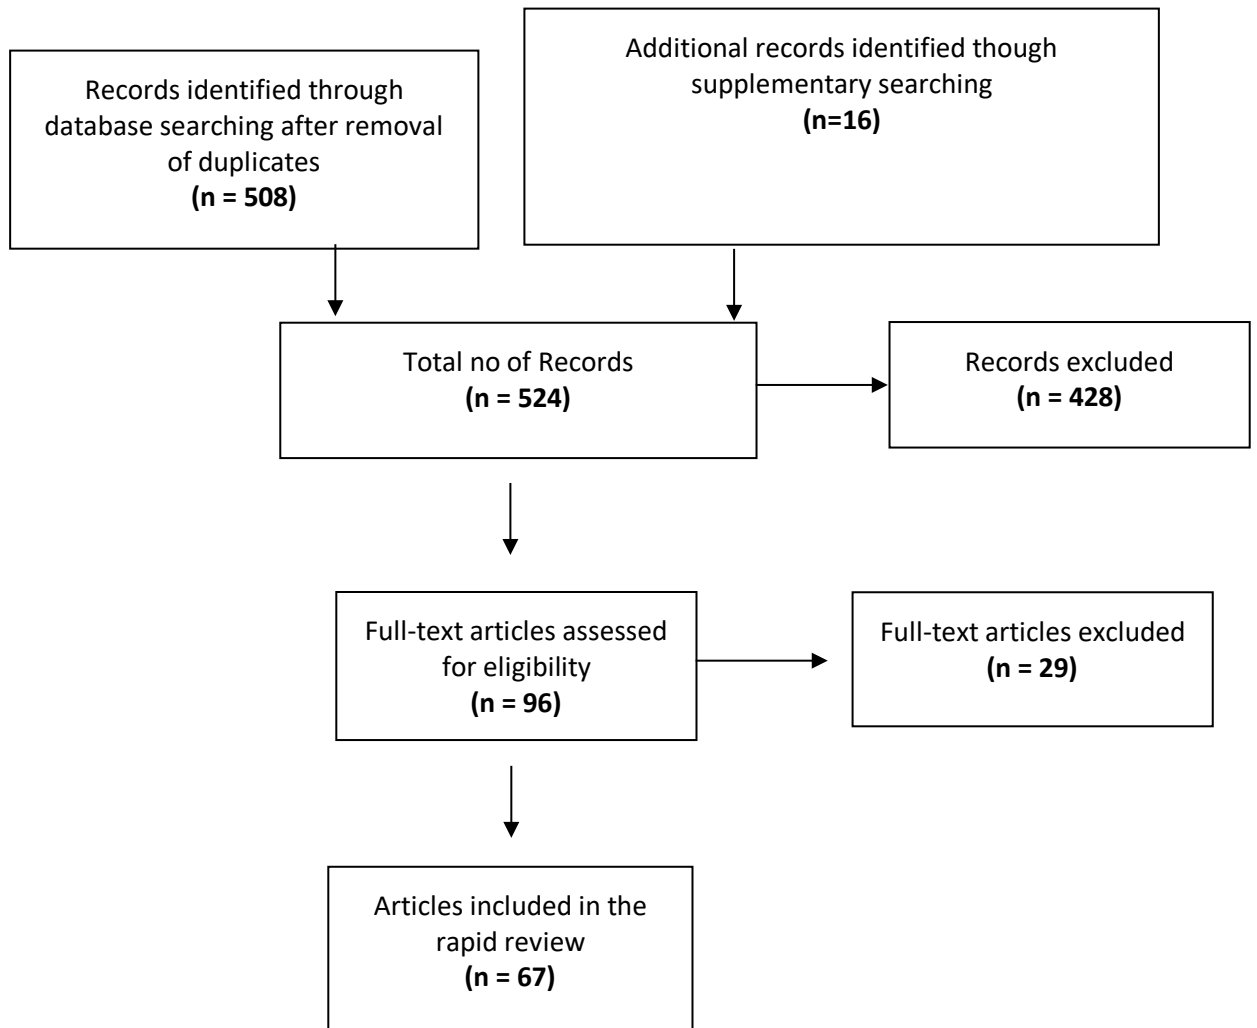 Records identified through
database searching after removal
of duplicates
(n = 508)
Additional records identified though
supplementary searching
(n=16)
Total no of Records
(n = 524)
Records excluded
(n = 428)
Full-text articles assessed
for eligibility
(n = 96)
Full-text articles excluded
(n = 29)
Articles included in the
rapid review
(n = 67)